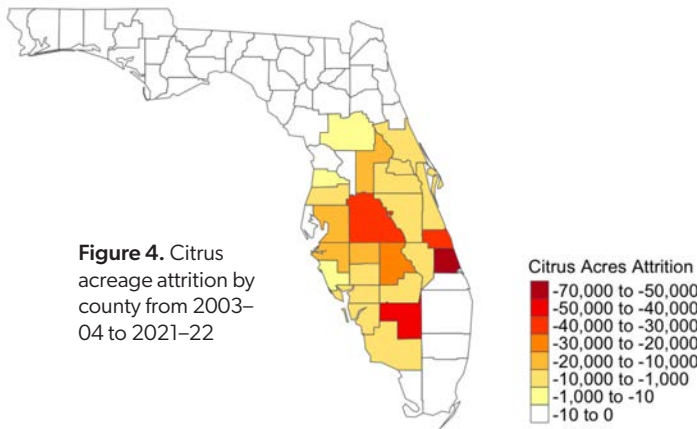 Figure 4. Citrus
acreage attrition by
county from 2003–
04 to 2021–22
Citrus Acres Attrition
-70,000 to -50,000
-50,000 to -40,000
-40,000 to -30,000
-30,000 to -20,000
-20,000 to -10,000
-10,000 to -1,000
-1,000 to -10
-10 to 0